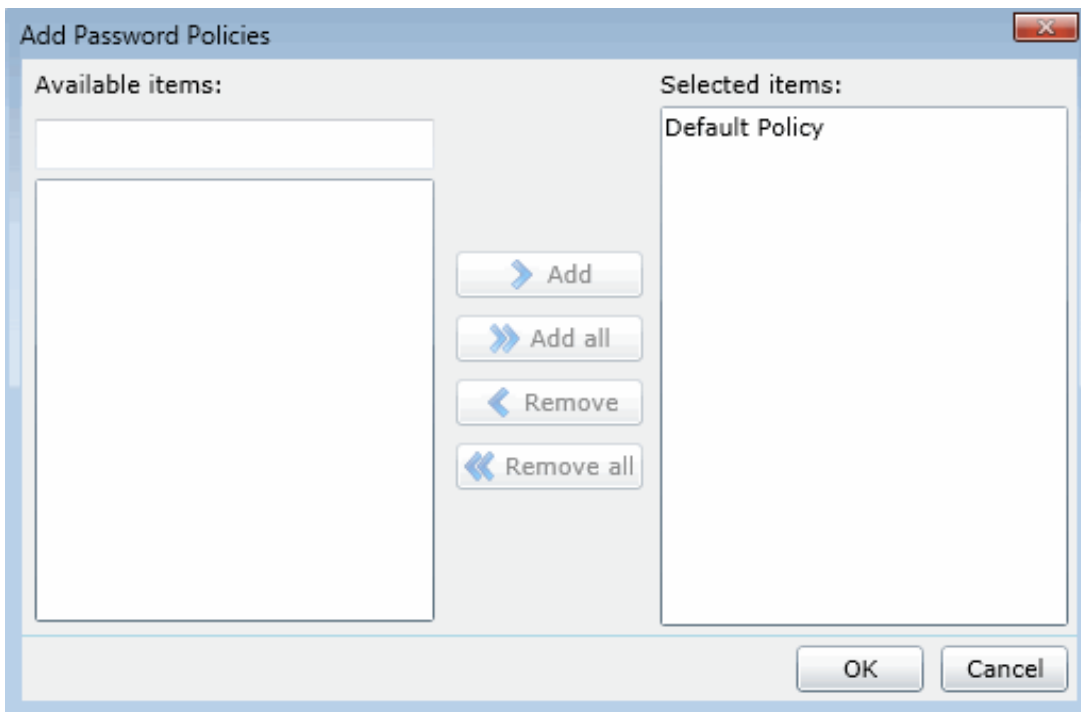 Add Password Policies
Available items:
Selected items:
Default Policy
Add
Add all
Remove
Remove all
OK
Cancel